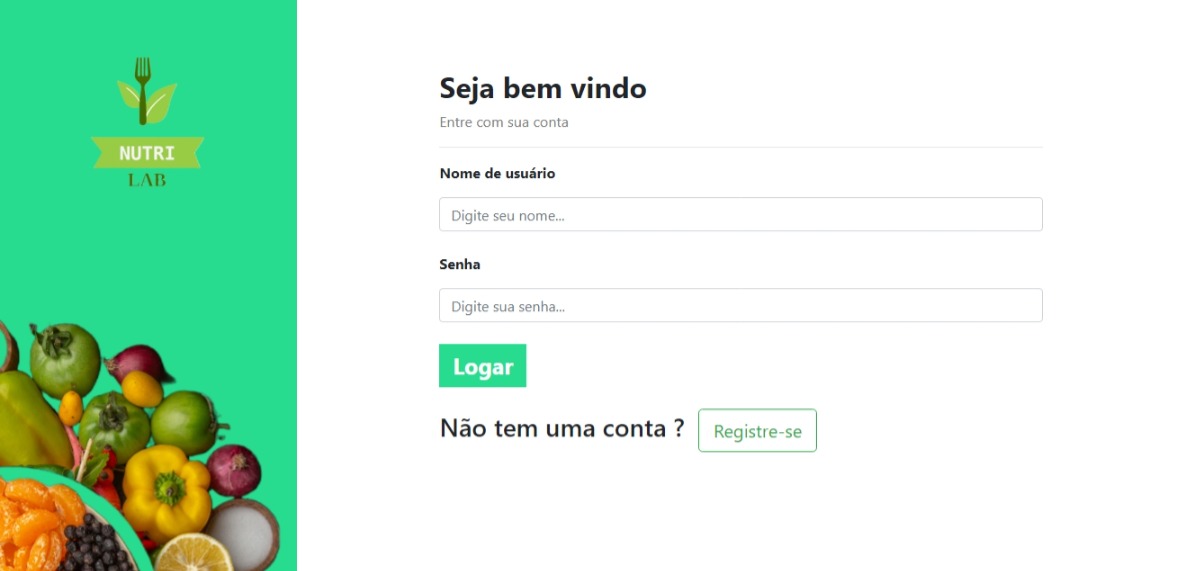 NUTRI
LAB
Seja bem vindo
Entre com sua conta
Nome de usuário
Digite seu nome...
Senha
Digite sua senha...
Logar
Não tem uma conta ? Registre-se